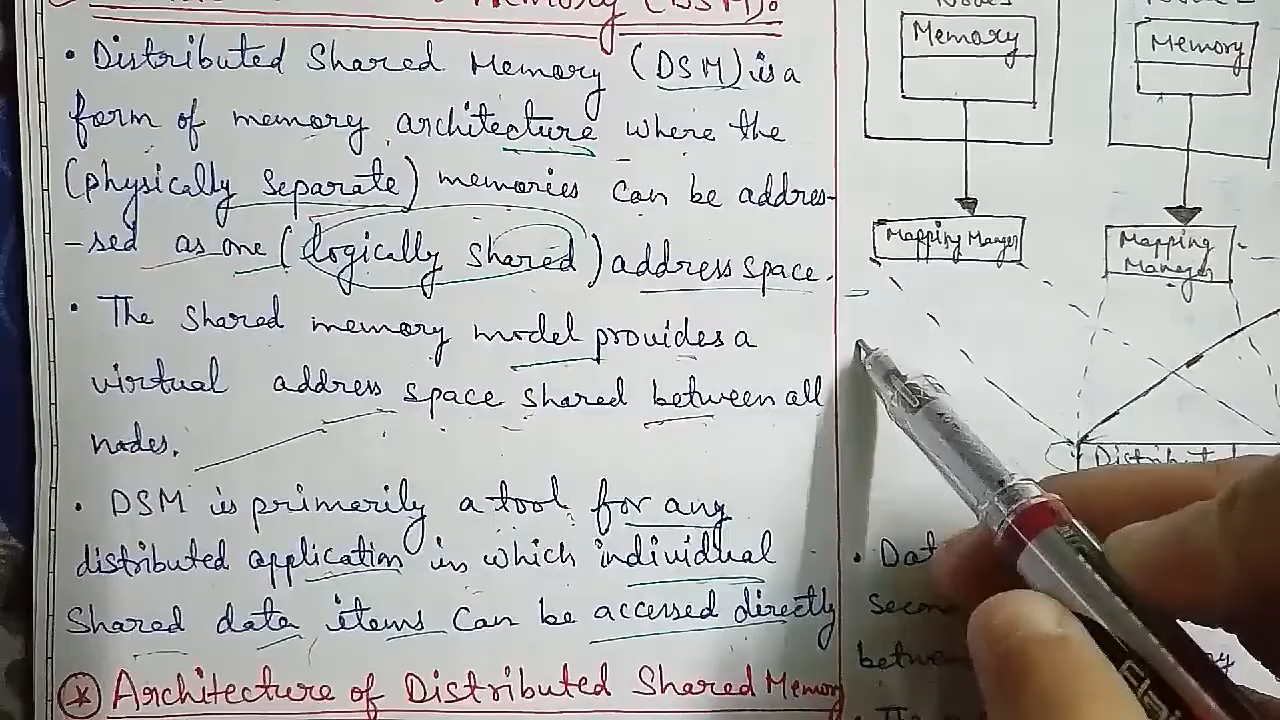 Memory (DSM):
• Distributed Shared Memory (DSM) is a
form of memory architecture where the
(physically separate) memories can be addres-
-sed as one (logically shared) address space.
• The shared memory model provides a
virtual address space shared between all
nodes.
• DSM is primarily a tool for any
distributed application in which individual
shared data items can be accessed directly
Architecture of Distributed Shared Memory
Memory
Memory
Mapping Manger
Mapping
Manager